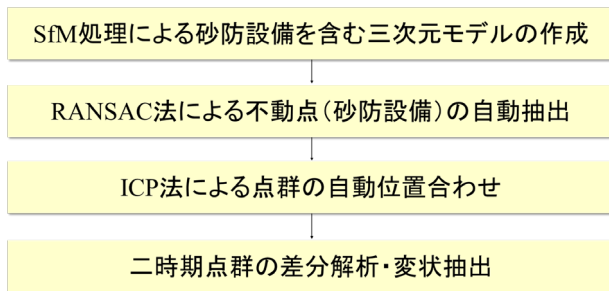 SfM処理による砂防設備を含む三次元モデルの作成
RANSAC法による不動点(砂防設備)の自動抽出
ICP法による点群の自動位置合わせ
二時期点群の差分解析・変状抽出